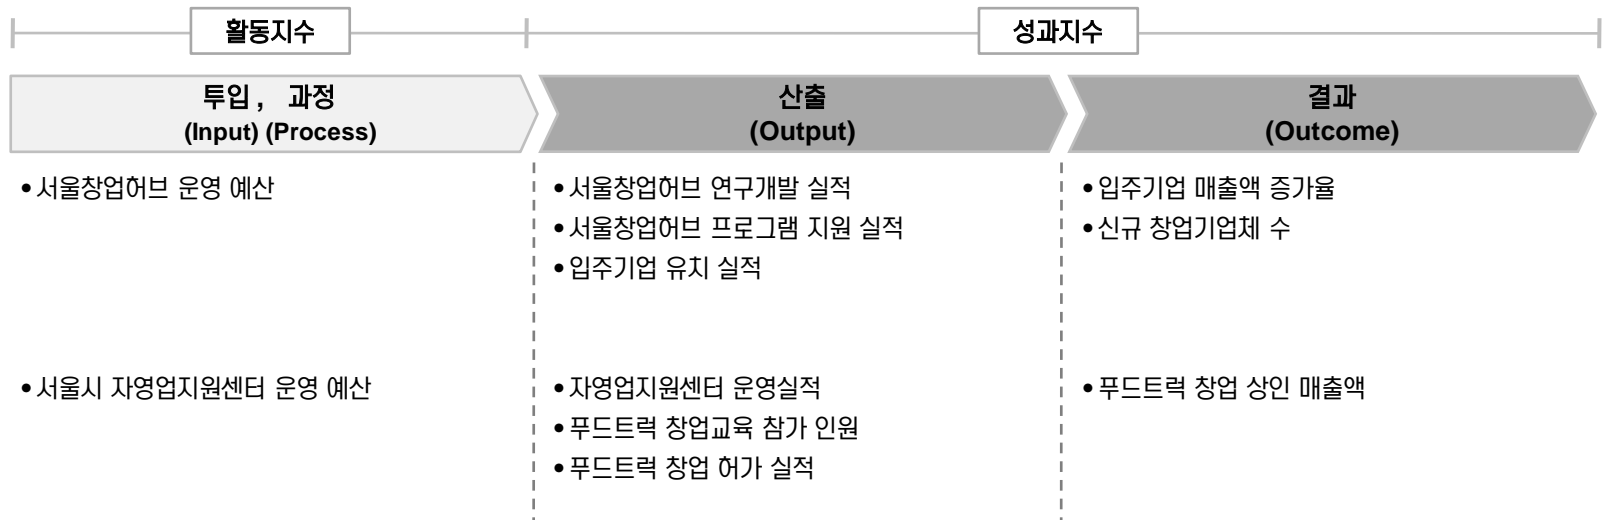 활동지수
성과지수
투입 , 과정
(Input) (Process)
산출
(Output)
결과
(Outcome)
•서울창업허브 운영 예산
•서울창업허브 연구개발 실적
•서울창업허브 프로그램 지원 실적
•입주기업 유치 실적
•입주기업 매출액 증가율
•신규 창업기업체 수
•서울시 자영업지원센터 운영 예산
•자영업지원센터 운영실적
•푸드트럭 창업교육 참가 인원
•푸드트럭 창업 허가 실적
•푸드트럭 창업 상인 매출액